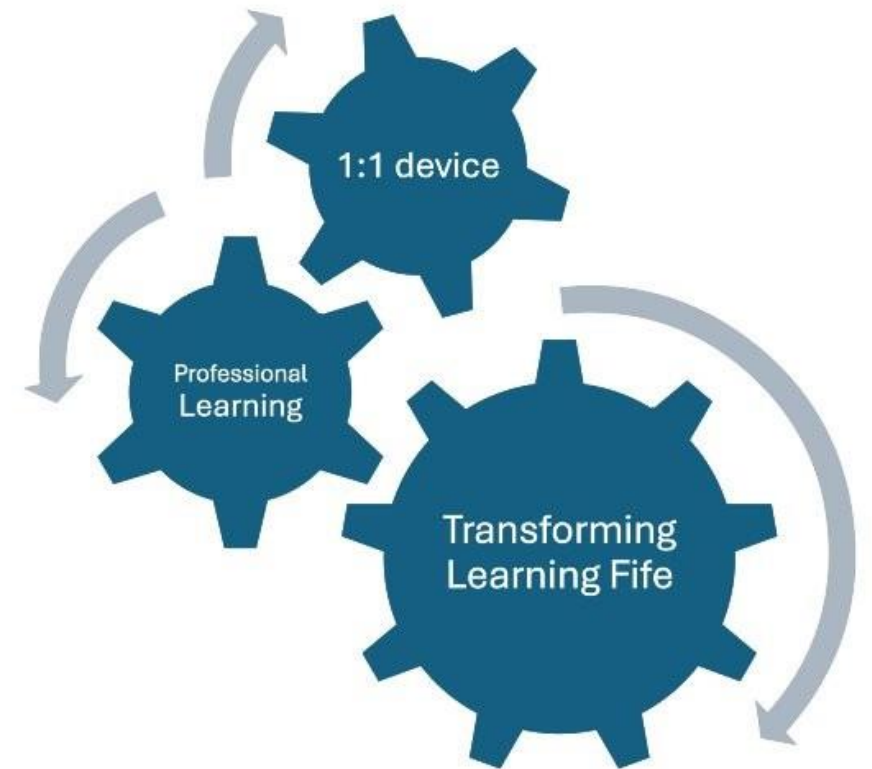 1:1 device
Professional
Learning
Transforming
Learning Fife